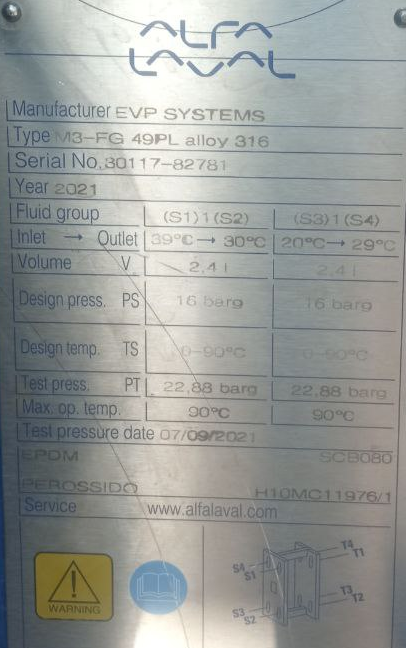 ALFA
LAVAL
Manufacturer EVP SYSTEMS
Type M3-FG 49PL alloy 316
Serial No. 30117-82781
Year 2021
Fluid group (S1)1(S2) (S3)1(S4)
Inlet → Outlet 39°C→ 30°C 20°C→ 29°C
Volume V 2,4 l 2,4 l
Design press. PS 16 barg 16 barg
Design temp. TS 0-90°C 0-90°C
Test press. PT 22,88 barg 22,88 barg
Max. op. temp. 90°C 90°C
Test pressure date 07/09/2021
EPDM SCB080
PEROSSIDO H10MC11976/1
Service www.alfalaval.com
WARNING
S4 S1 T4 T1
S3 S2 T3 T2